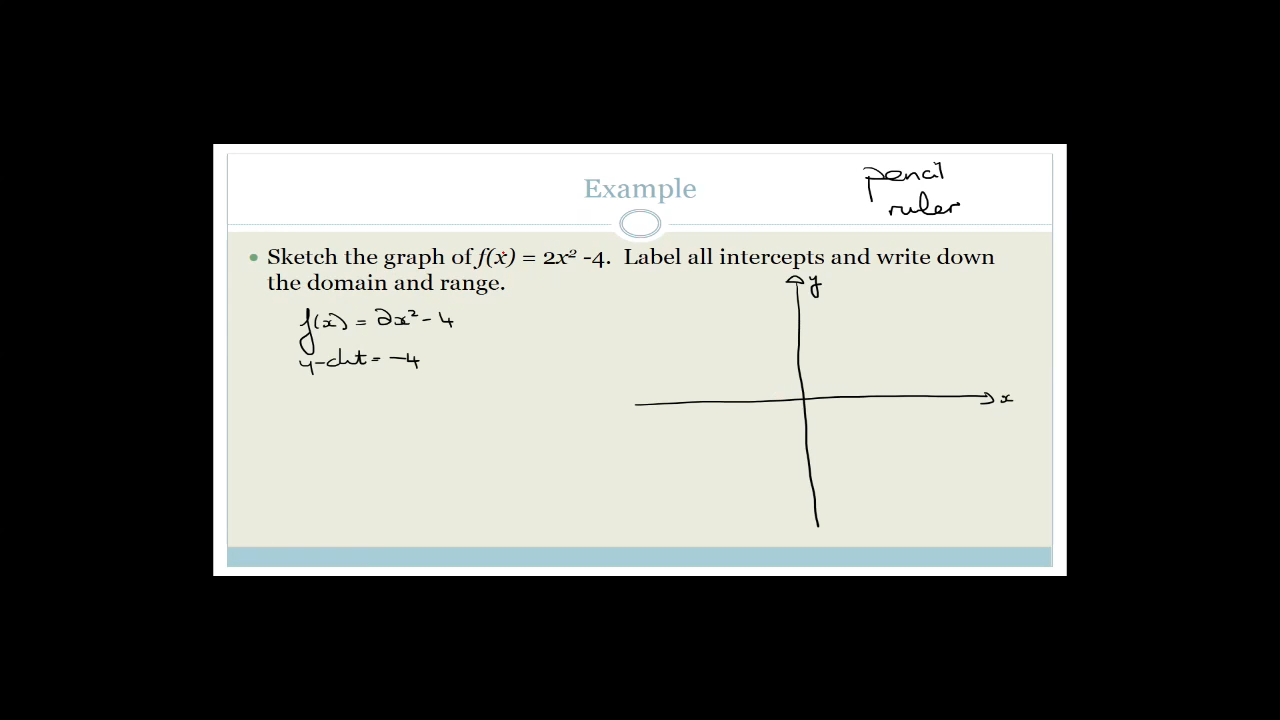 Example
pencil
ruler
Sketch the graph of f(x) = 2x² -4. Label all intercepts and write down
the domain and range.
y
f(x) = 2x² - 4
y-cut = -4
x